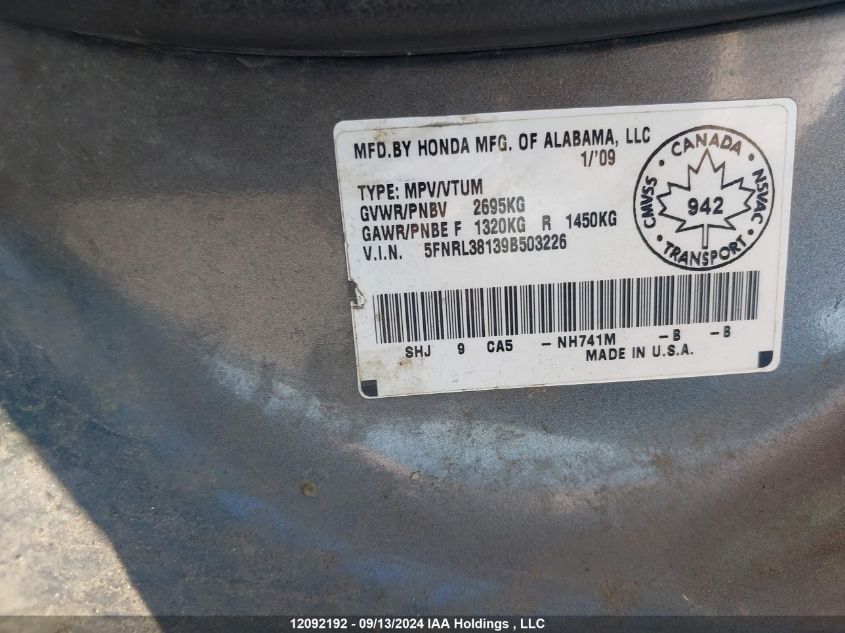 MFD.BY HONDA MFG. OF ALABAMA, LLC
1/'09
TYPE: MPV/VTUM
GVWR/PNBV 2695KG
GAWR/PNBE F 1320KG R 1450KG
V.I.N. 5FNRL38139B503226
CANADA
CMVSS
NSVAC
942
TRANSPORT
SHJ 9 CA5 - NH741M - B - B
MADE IN U.S.A.
12092192 - 09/13/2024 IAA Holdings , LLC